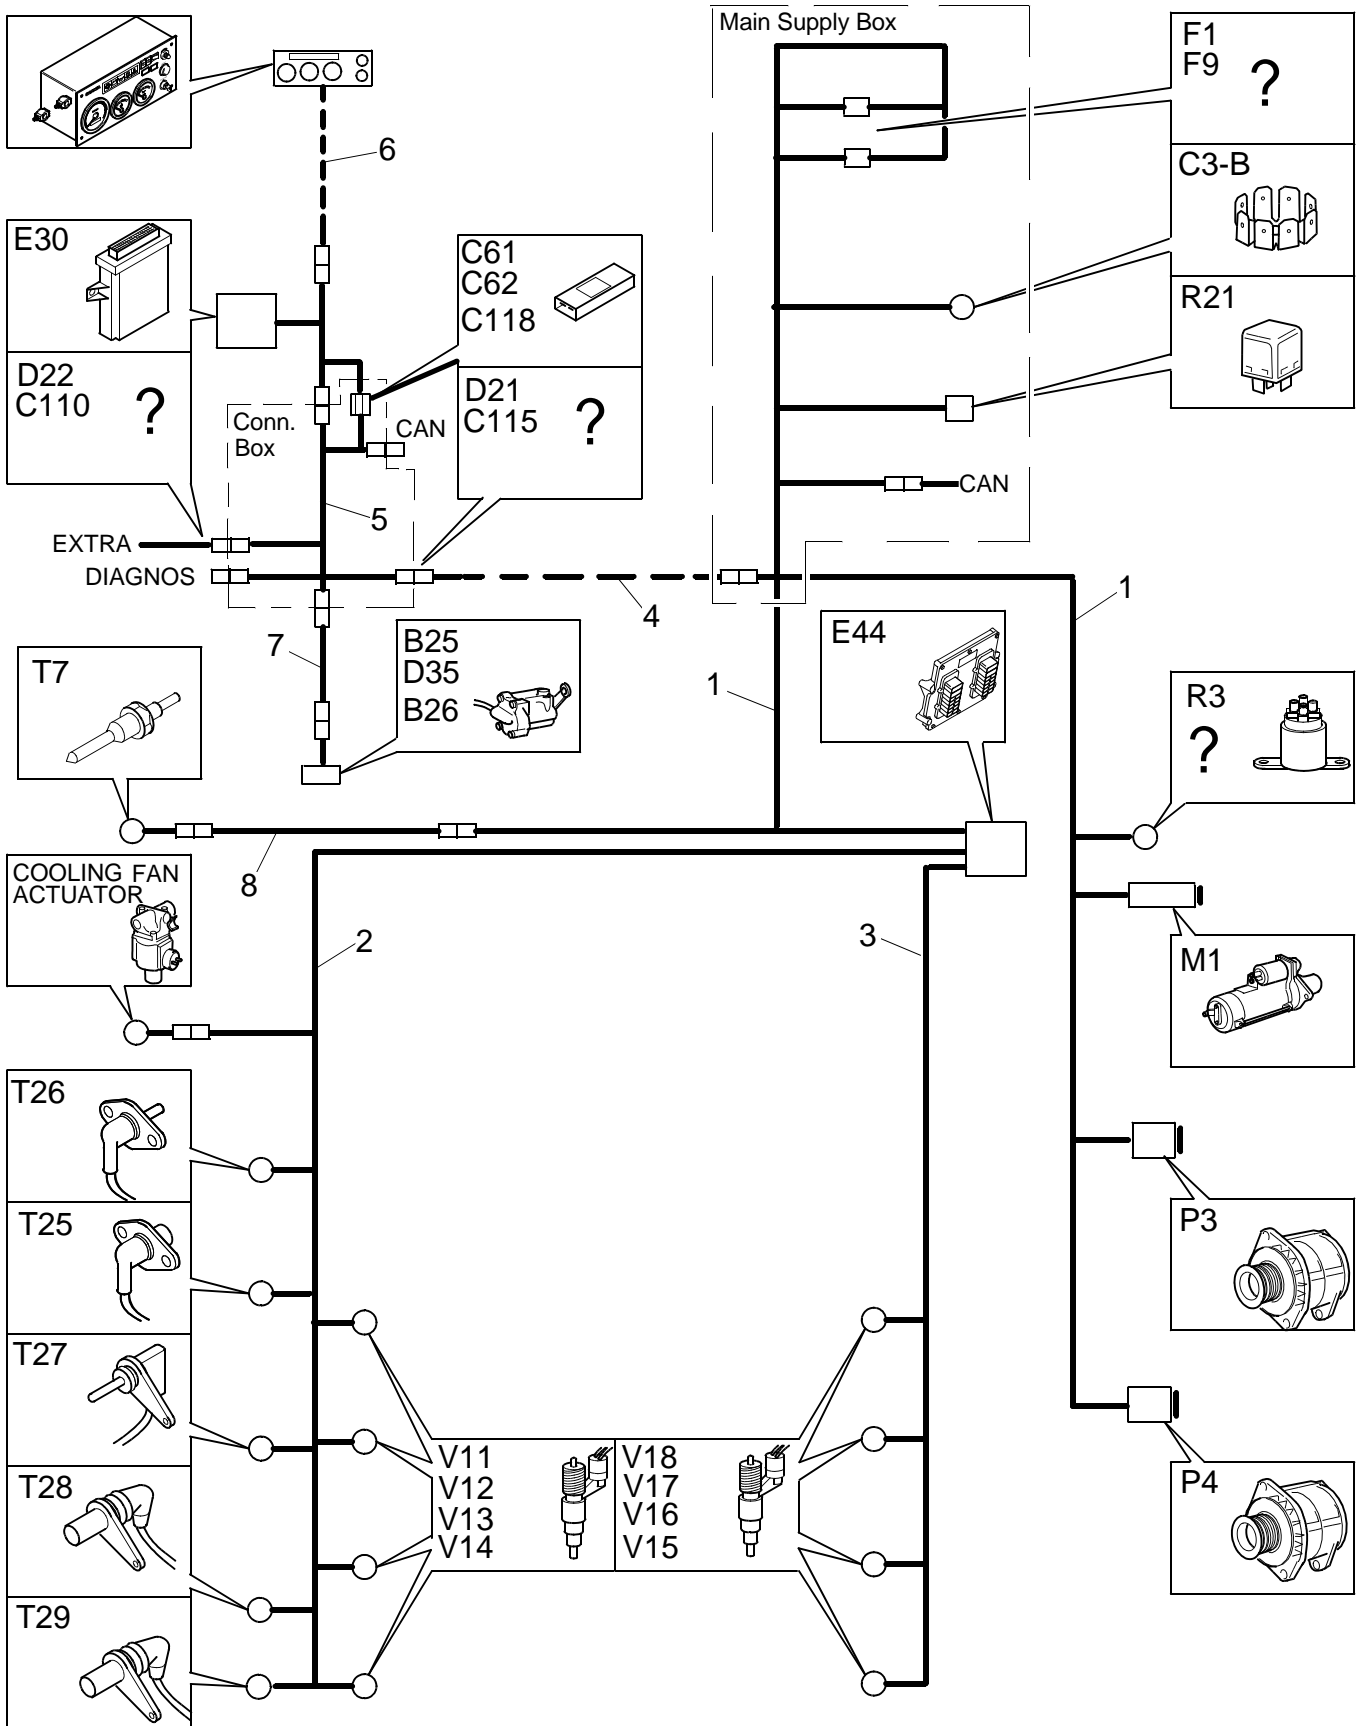 Main Supply Box
F1
F9
?
6
C3-B
E30
C61
C62
C118
R21
D22
C110
?
D21
C115
?
Conn.
Box
CAN
CAN
5
EXTRA
DIAGNOS
4
1
7
B25
D35
B26
E44
T7
1
R3
?
8
COOLING FAN
ACTUATOR
2
3
M1
T26
T25
P3
T27
V11
V12
V13
V14
V18
V17
V16
V15
T28
P4
T29